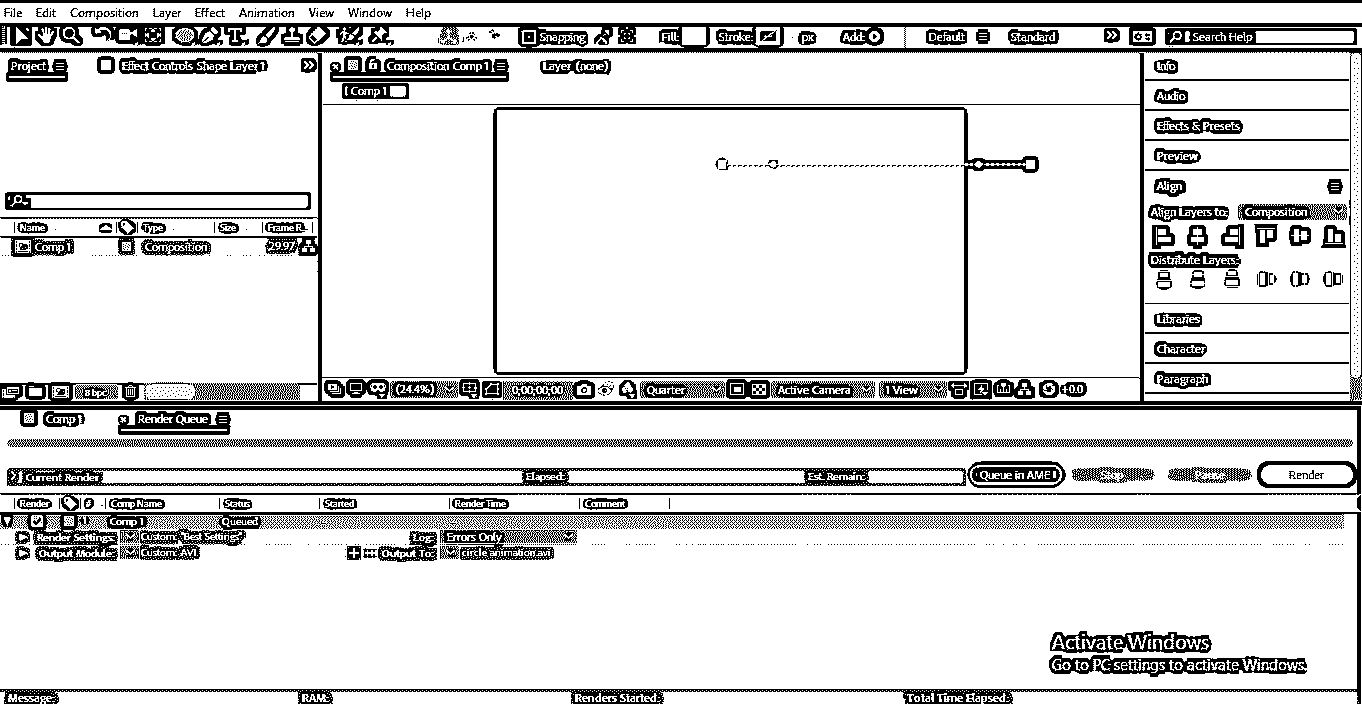 File Edit Composition Layer Effect Animation View Window Help
Snapping Fill: Stroke: px Add: Default Standard Search Help
Project Effect Controls Shape Layer 1 Composition Comp 1 Layer (none) Info
Comp 1
Audio
Effects & Presets
Preview
Align
Align Layers to: Composition
Name Type Size Frame R...
Comp 1 Composition 29.97
Distribute Layers:
Libraries
Character
Paragraph
8 bpc (24.4%) 0:00:00:00 Quarter Active Camera 1 View +0.0
Comp 1 Render Queue
Current Render Elapsed: Est. Remain: Queue in AME Stop Pause Render
Render # Comp Name Status Started Render Time Comment
1 Comp 1 Queued
Render Settings: Custom: "Best Settings" Log: Errors Only
Output Module: Custom: AVI Output To: circle animation.avi
Activate Windows
Go to PC settings to activate Windows.
Message: RAM: Renders Started: Total Time Elapsed: